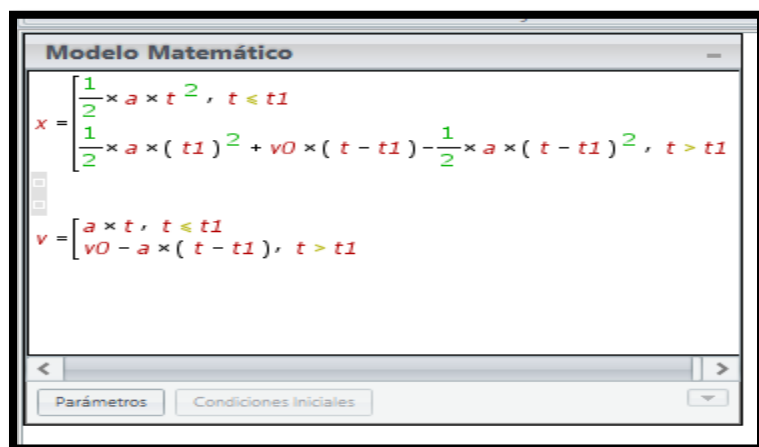 Modelo Matemático
x = [ 1/2 × a × t ², t ≤ t1
1/2 × a × ( t1 )² + v0 × ( t − t1 ) − 1/2 × a × ( t − t1 )², t > t1
v = [ a × t, t ≤ t1
v0 − a × ( t − t1 ), t > t1
Parámetros
Condiciones Iniciales